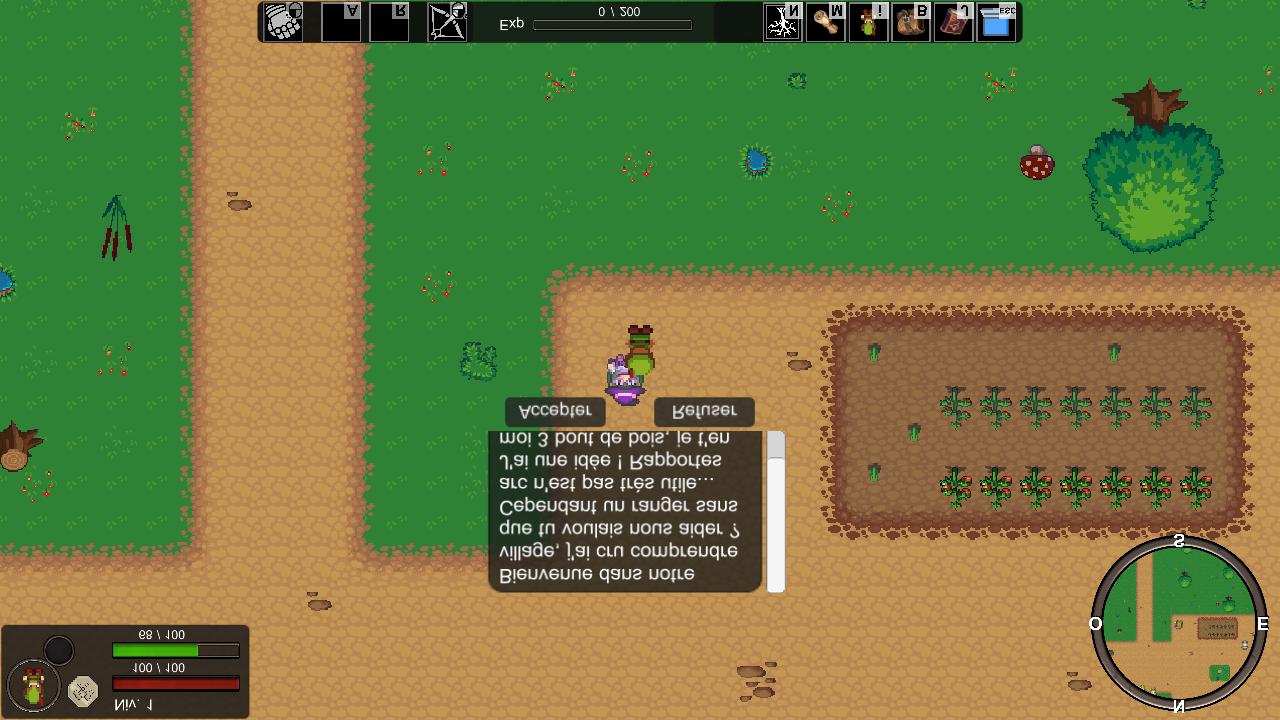 Niv. 1
100 / 100
68 / 100
N
O
E
S
Bienvenue dans notre
village, j'ai cru comprendre
que tu voulais nous aider ?
Cependant un ranger sans
arc n'est pas très utile...
J'ai une idée ! Rapportes
moi 3 bout de bois, je t'en
Accepter
Refuser
A
R
Exp
0 / 200
N
M
i
B
J
ESC